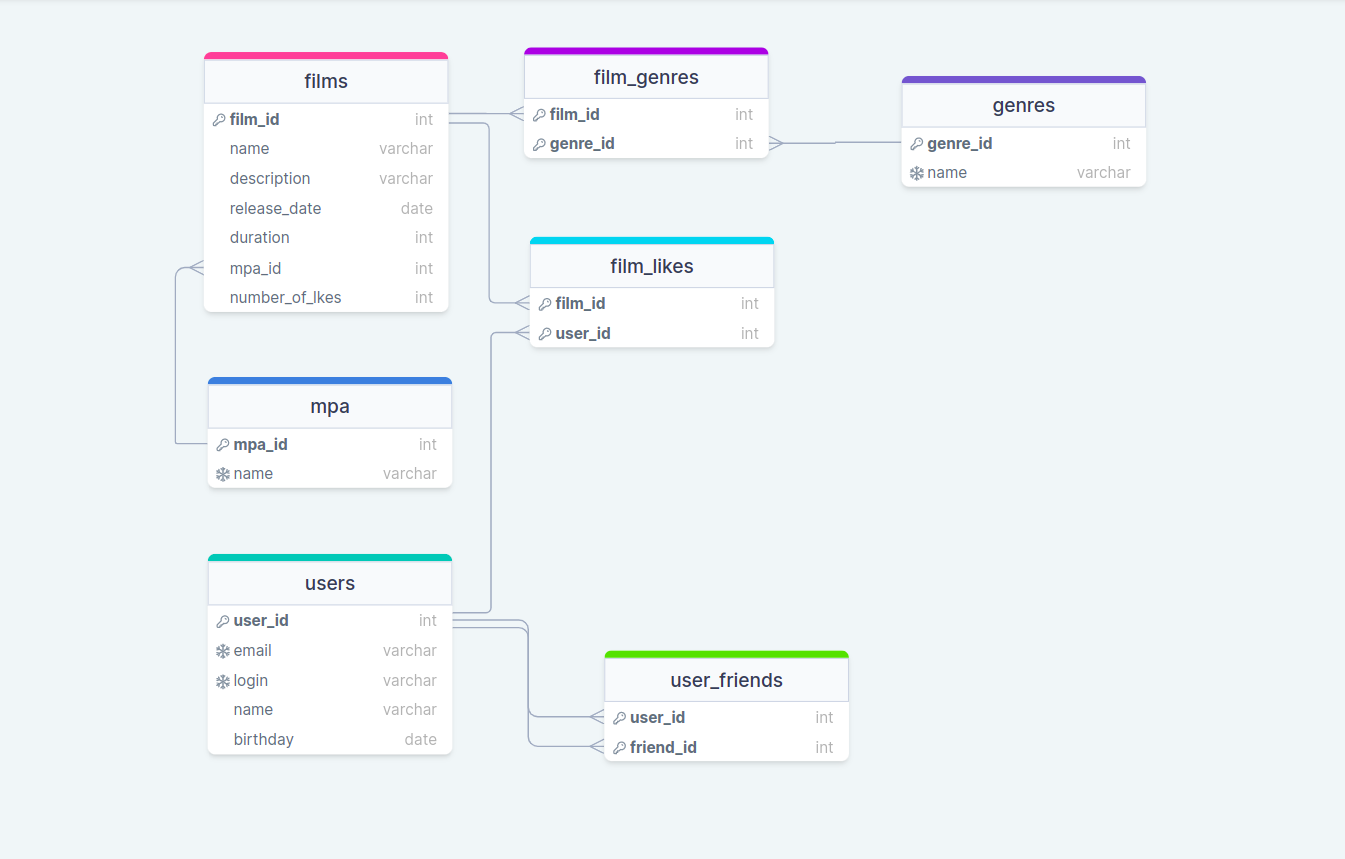 films
film_id int
name varchar
description varchar
release_date date
duration int
mpa_id int
number_of_lkes int
film_genres
film_id int
genre_id int
genres
genre_id int
name varchar
film_likes
film_id int
user_id int
mpa
mpa_id int
name varchar
users
user_id int
email varchar
login varchar
name varchar
birthday date
user_friends
user_id int
friend_id int